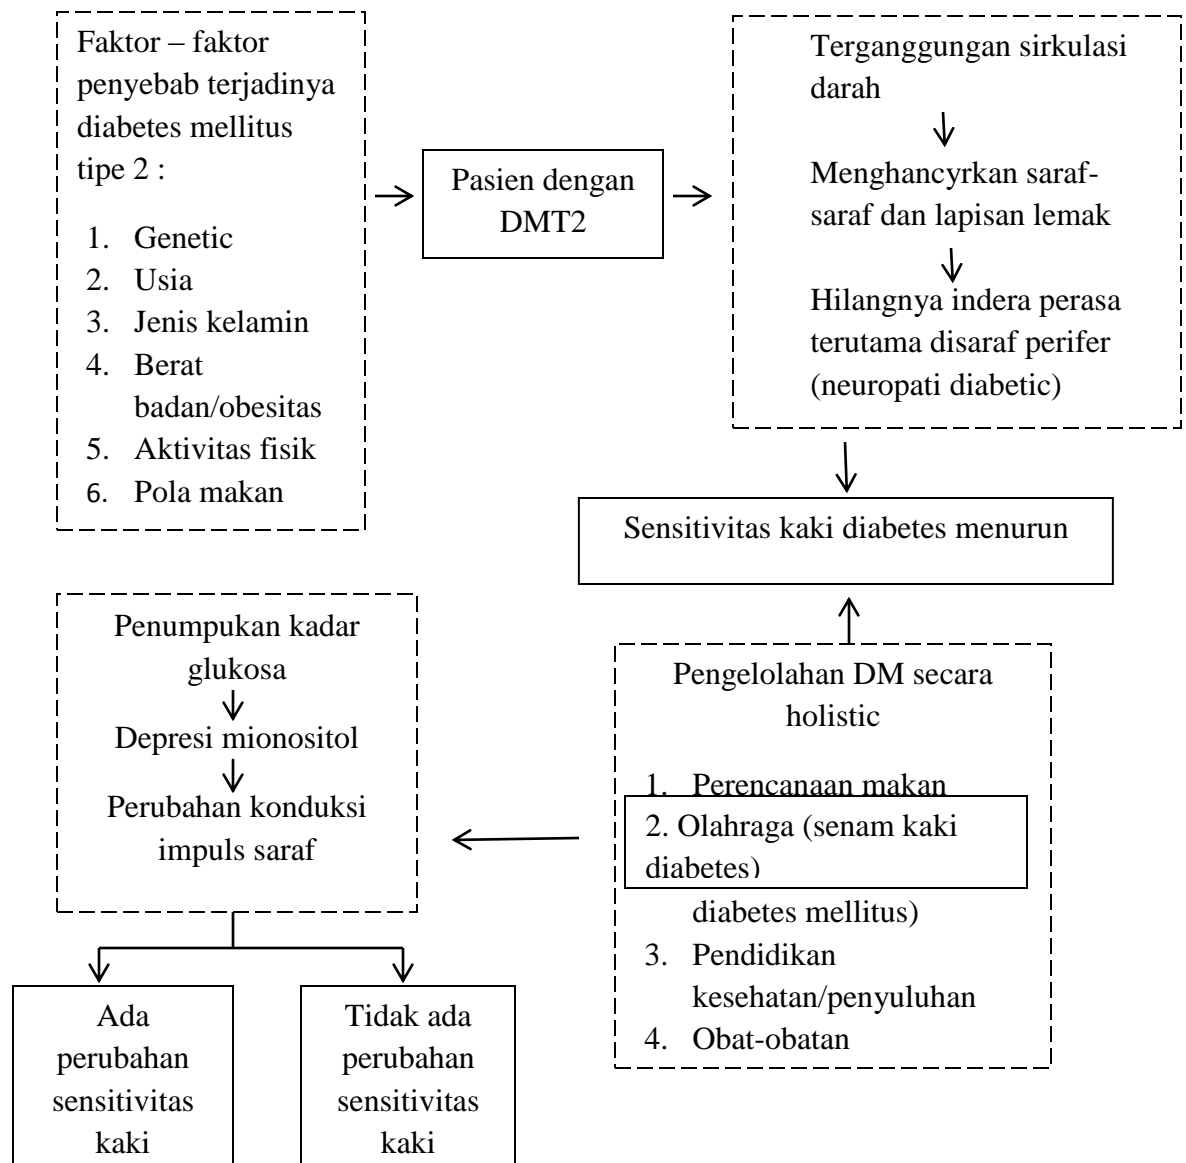 Faktor – faktor
penyebab terjadinya
diabetes mellitus
tipe 2 :
1. Genetic
2. Usia
3. Jenis kelamin
4. Berat
badan/obesitas
5. Aktivitas fisik
6. Pola makan
Pasien dengan
DMT2
Terganggungan sirkulasi
darah
Menghancyrkan saraf-
saraf dan lapisan lemak
Hilangnya indera perasa
terutama disaraf perifer
(neuropati diabetic)
Sensitivitas kaki diabetes menurun
Pengelolahan DM secara
holistic
1. Perencanaan makan
2. Olahraga (senam kaki
diabetes)
diabetes mellitus)
3. Pendidikan
kesehatan/penyuluhan
4. Obat-obatan
Penumpukan kadar
glukosa
Depresi mionositol
Perubahan konduksi
impuls saraf
Ada
perubahan
sensitivitas
kaki
Tidak ada
perubahan
sensitivitas
kaki